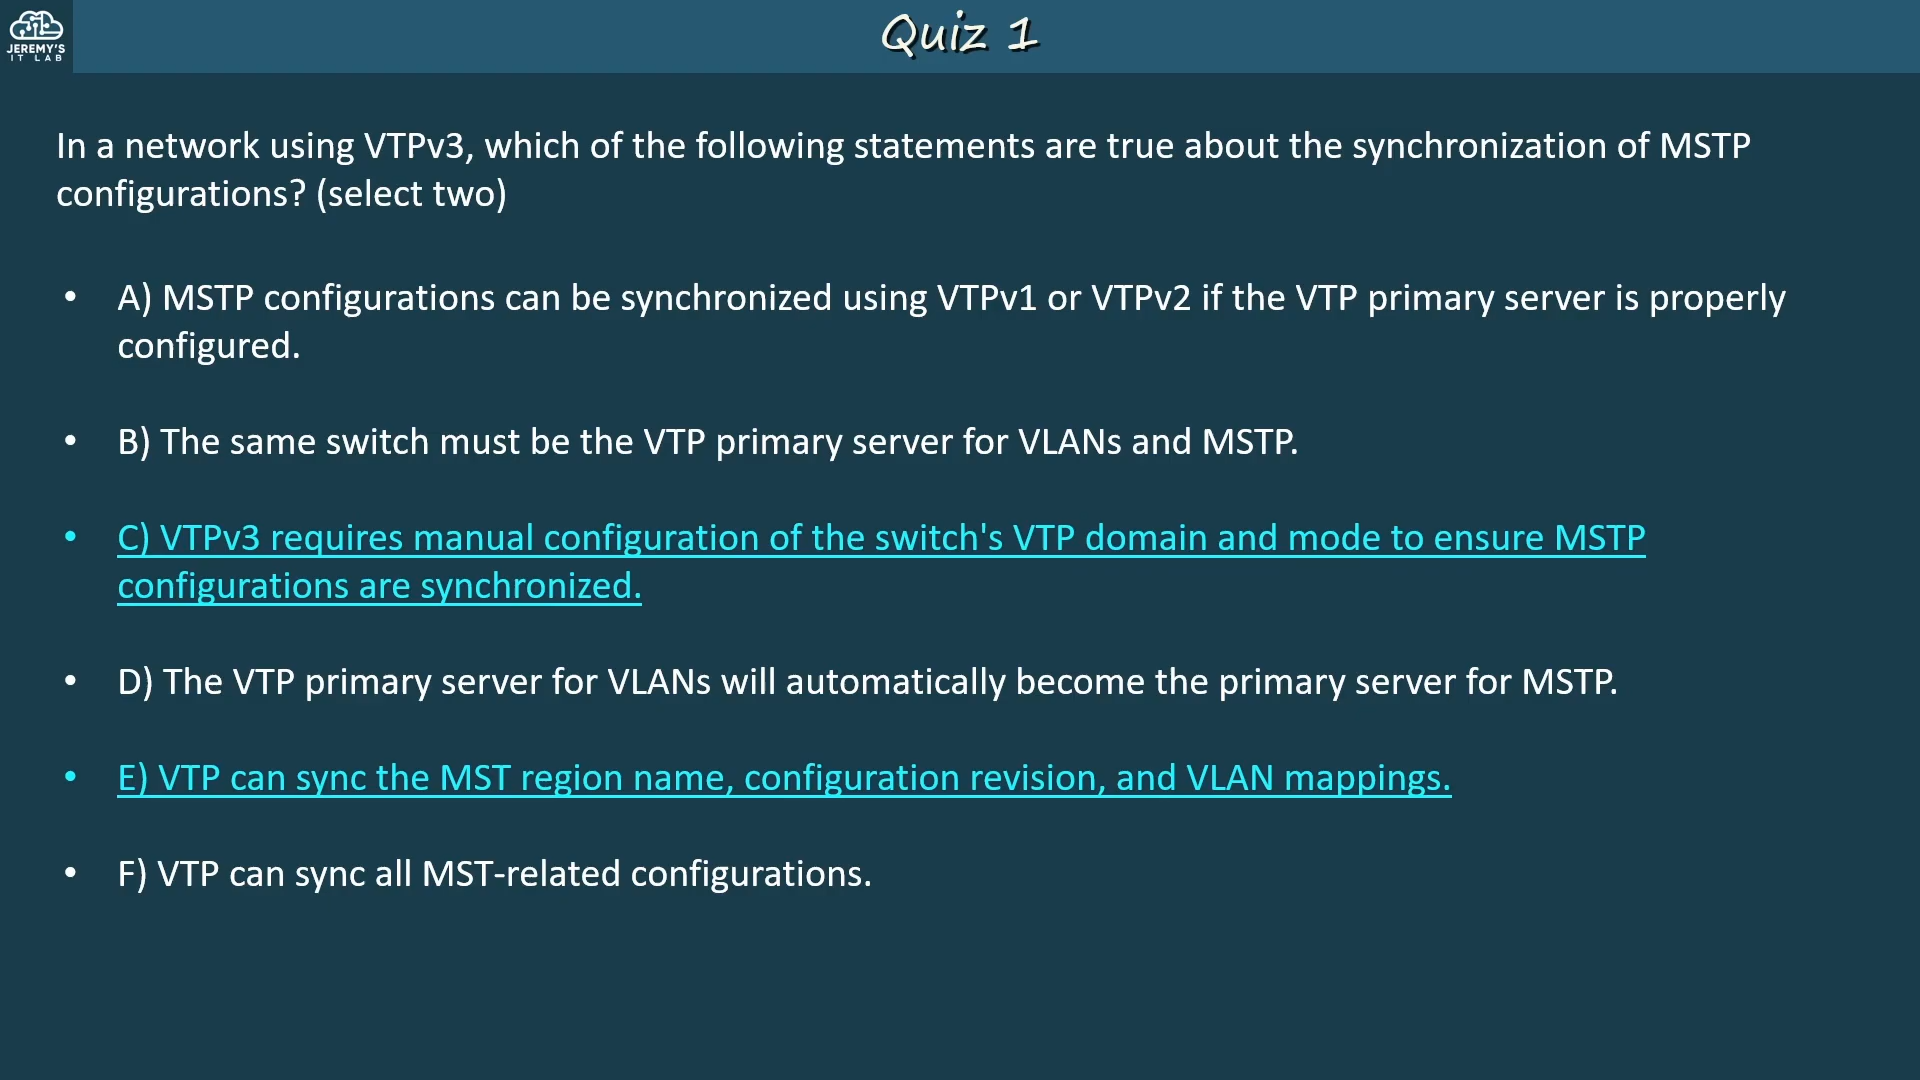 JEREMY'S
IT LAB
Quiz 1
In a network using VTPv3, which of the following statements are true about the synchronization of MSTP
configurations? (select two)
• A) MSTP configurations can be synchronized using VTPv1 or VTPv2 if the VTP primary server is properly
configured.
• B) The same switch must be the VTP primary server for VLANs and MSTP.
• C) VTPv3 requires manual configuration of the switch's VTP domain and mode to ensure MSTP
configurations are synchronized.
• D) The VTP primary server for VLANs will automatically become the primary server for MSTP.
• E) VTP can sync the MST region name, configuration revision, and VLAN mappings.
• F) VTP can sync all MST-related configurations.